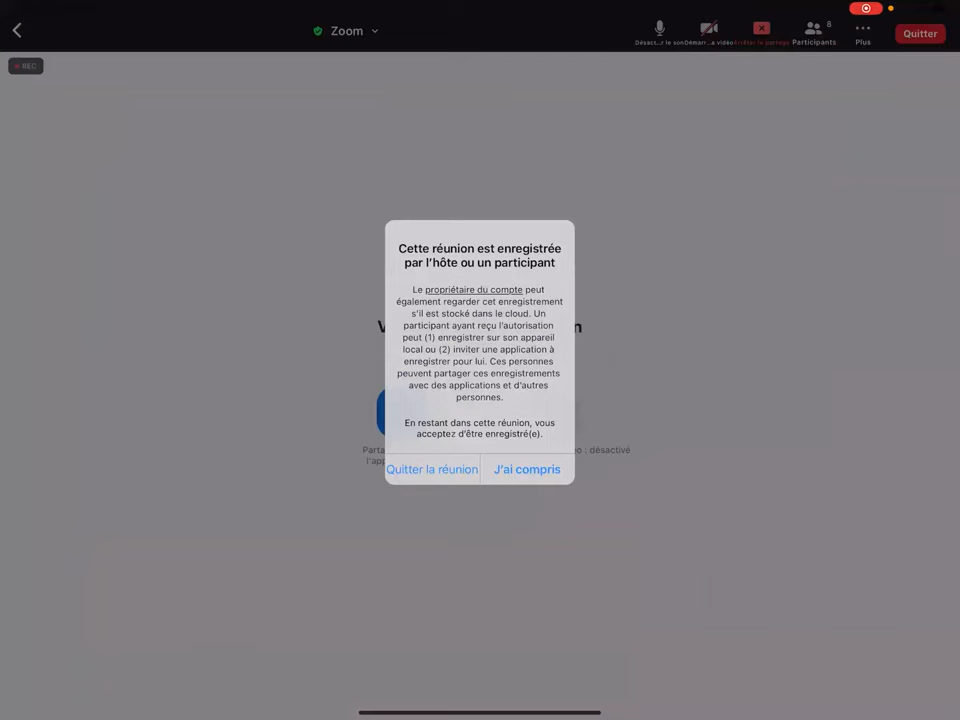 Zoom
8
Désact...r le son
Démarr...a vidéo
Arrêter le partage
Participants
Plus
Quitter
REC
Cette réunion est enregistrée
par l'hôte ou un participant
Le propriétaire du compte peut
également regarder cet enregistrement
s'il est stocké dans le cloud. Un
participant ayant reçu l'autorisation
peut (1) enregistrer sur son appareil
local ou (2) inviter une application à
enregistrer pour lui. Ces personnes
peuvent partager ces enregistrements
avec des applications et d'autres
personnes.
En restant dans cette réunion, vous
acceptez d'être enregistré(e).
: désactivé
Quitter la réunion
J'ai compris